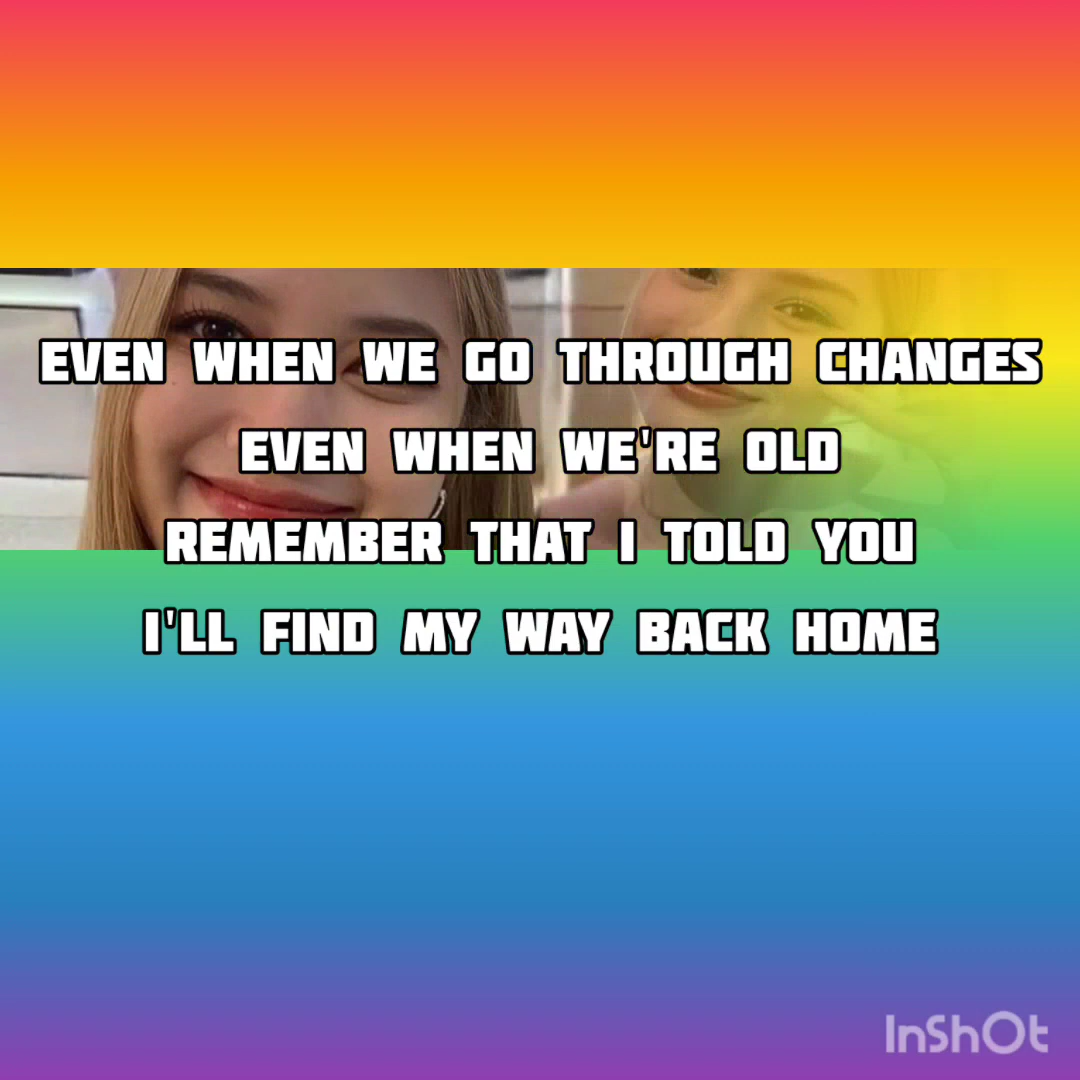 EVEN WHEN WE GO THROUGH CHANGES
EVEN WHEN WE'RE OLD
REMEMBER THAT I TOLD YOU
I'LL FIND MY WAY BACK HOME
InShOt